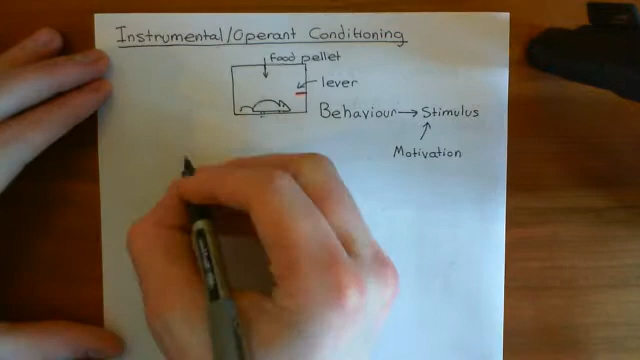 Instrumental/Operant Conditioning
food pellet
lever
Behaviour → Stimulus
Motivation